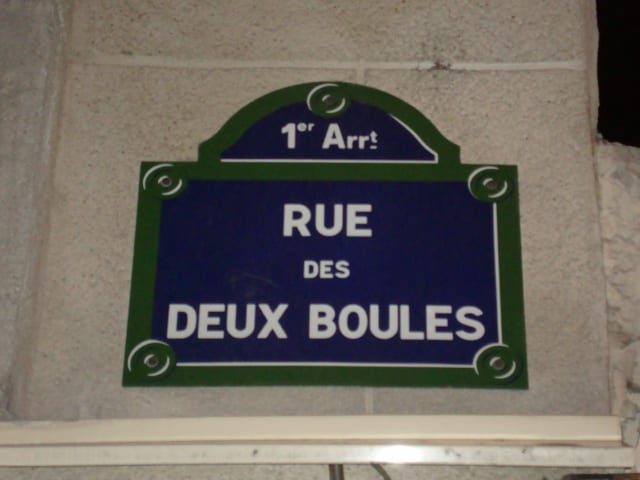 1er Arrt
RUE
DES
DEUX BOULES